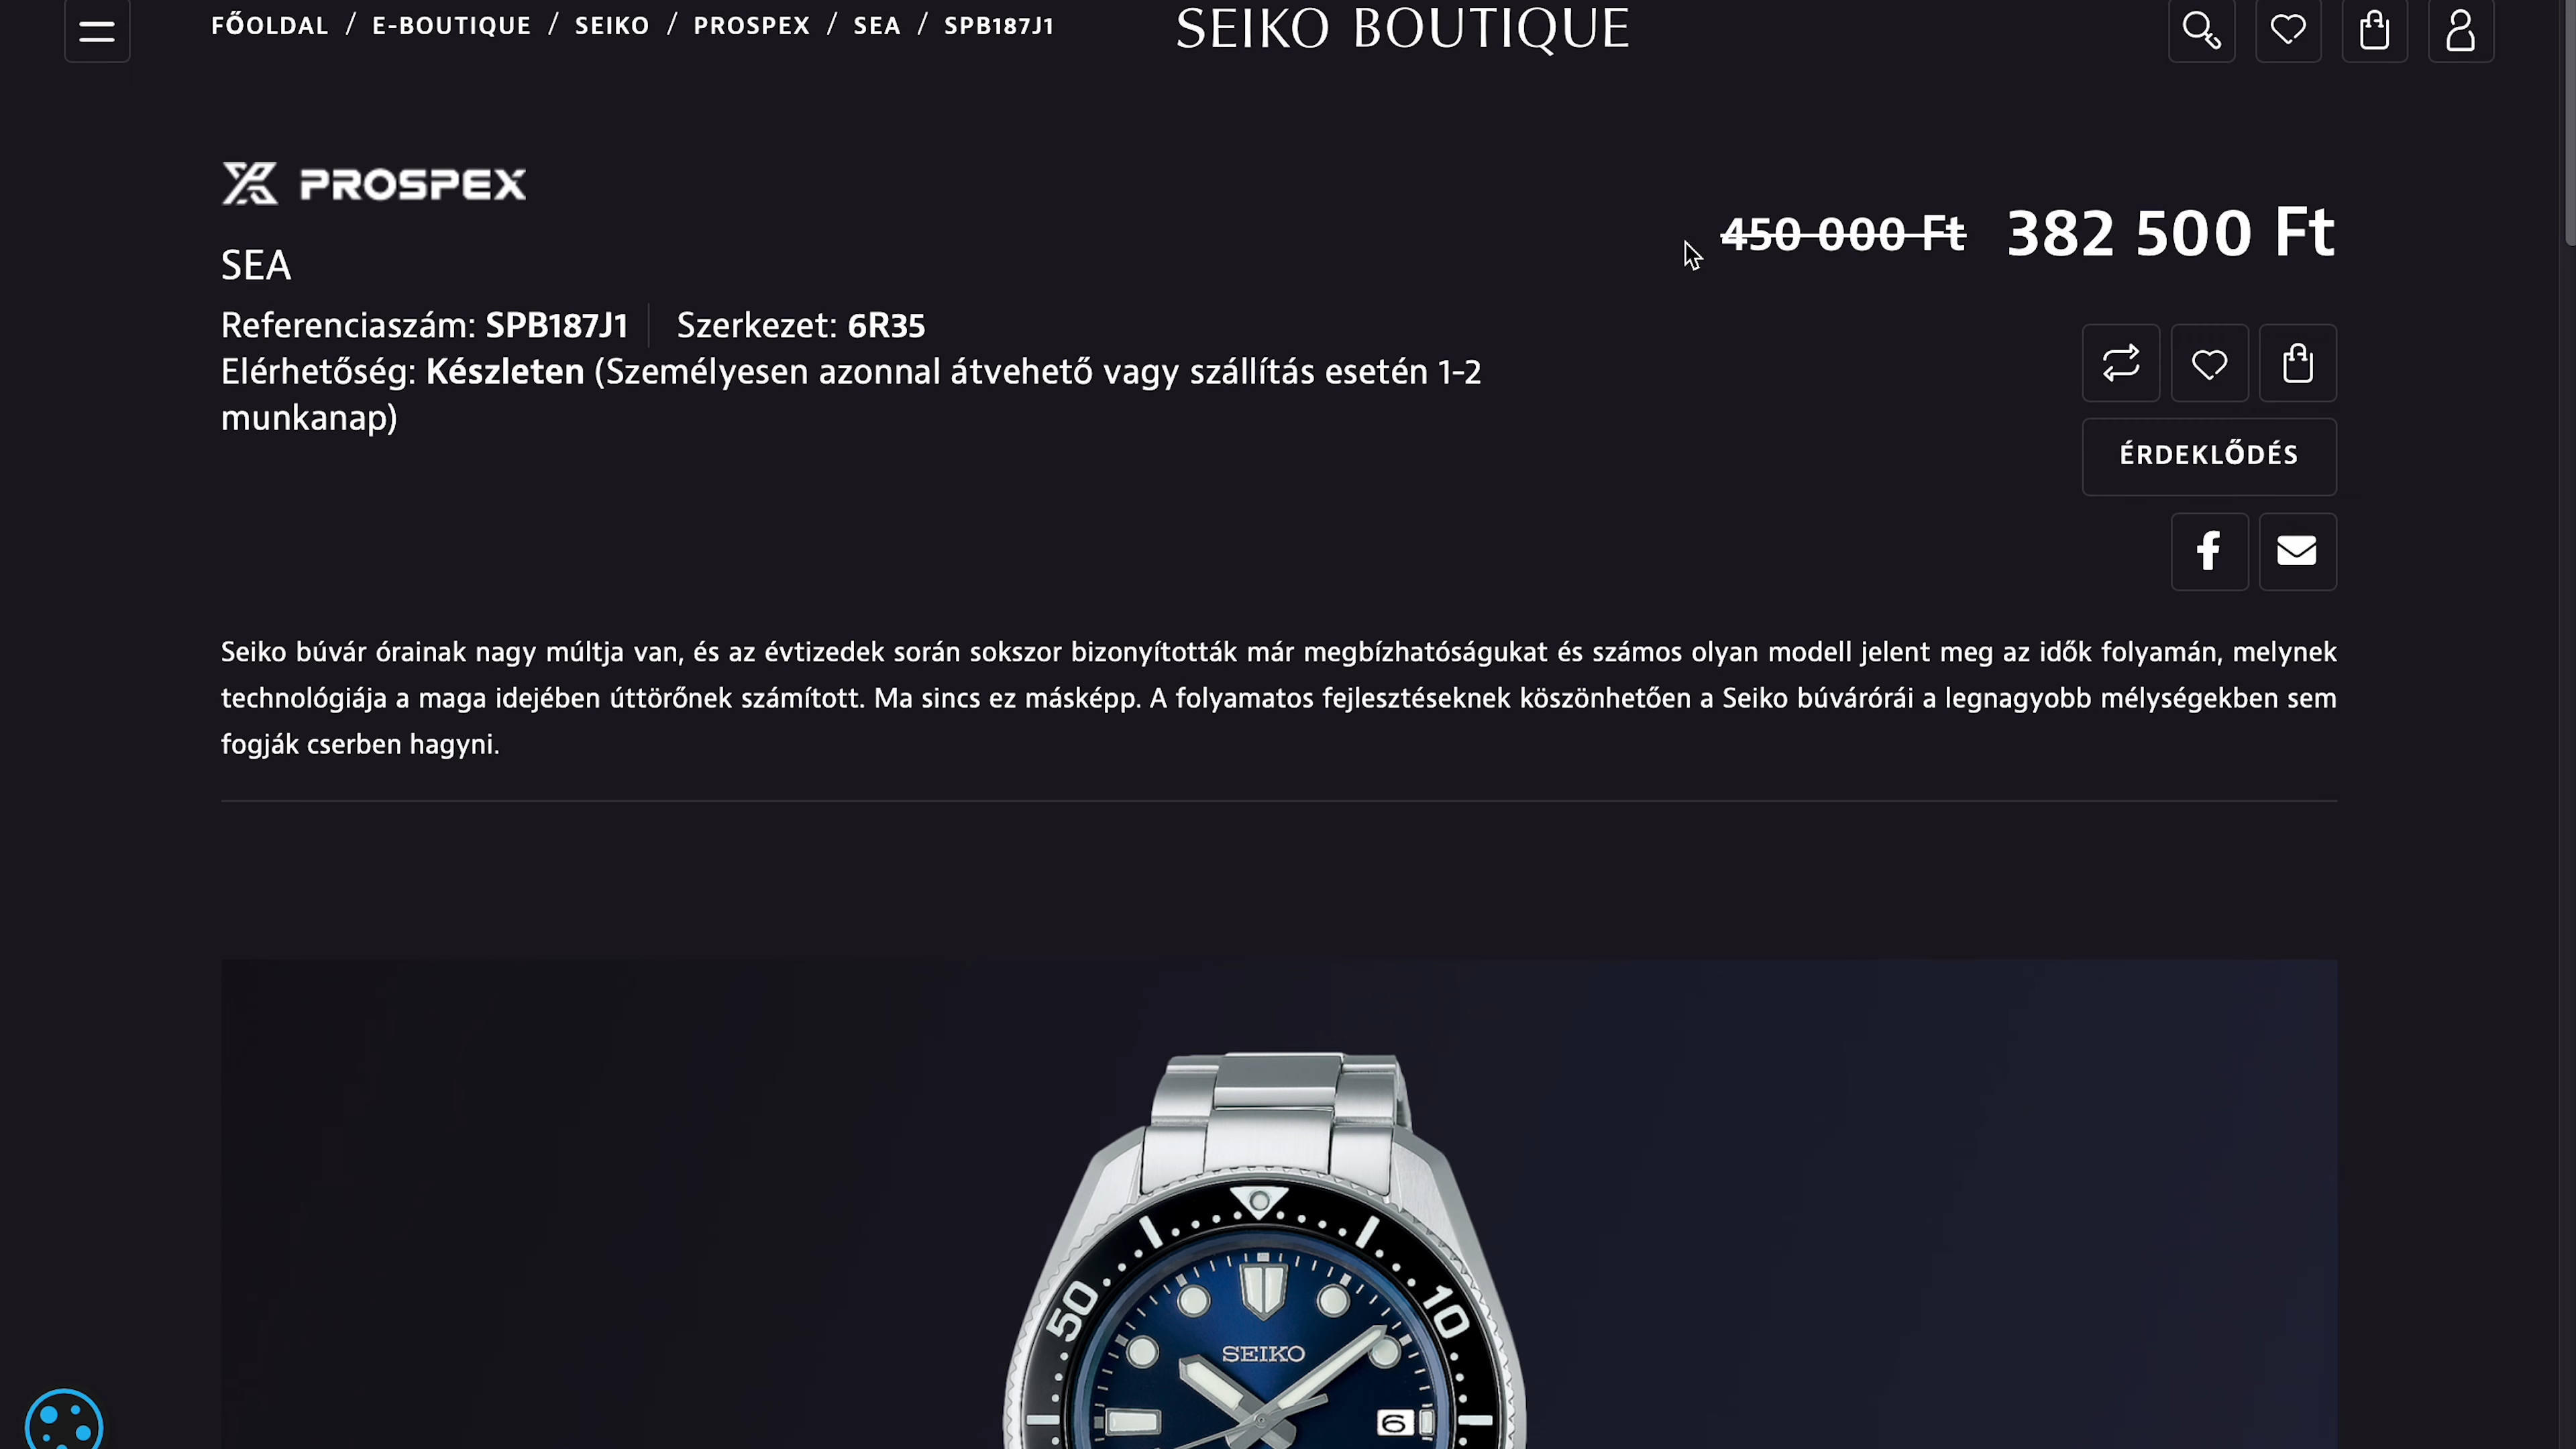 FŐOLDAL / E-BOUTIQUE / SEIKO / PROSPEX / SEA / SPB187J1
SEIKO BOUTIQUE
PROSPEX
SEA
450 000 Ft 382 500 Ft
Referenciaszám: SPB187J1 Szerkezet: 6R35
Elérhetőség: Készleten (Személyesen azonnal átvehető vagy szállítás esetén 1-2
munkanap)
ÉRDEKLŐDÉS
Seiko búvár órainak nagy múltja van, és az évtizedek során sokszor bizonyították már megbízhatóságukat és számos olyan modell jelent meg az idők folyamán, melynek
technológiája a maga idejében úttörőnek számított. Ma sincs ez másképp. A folyamatos fejlesztéseknek köszönhetően a Seiko búvárórái a legnagyobb mélységekben sem
fogják cserben hagyni.
50
10
SEIKO
6